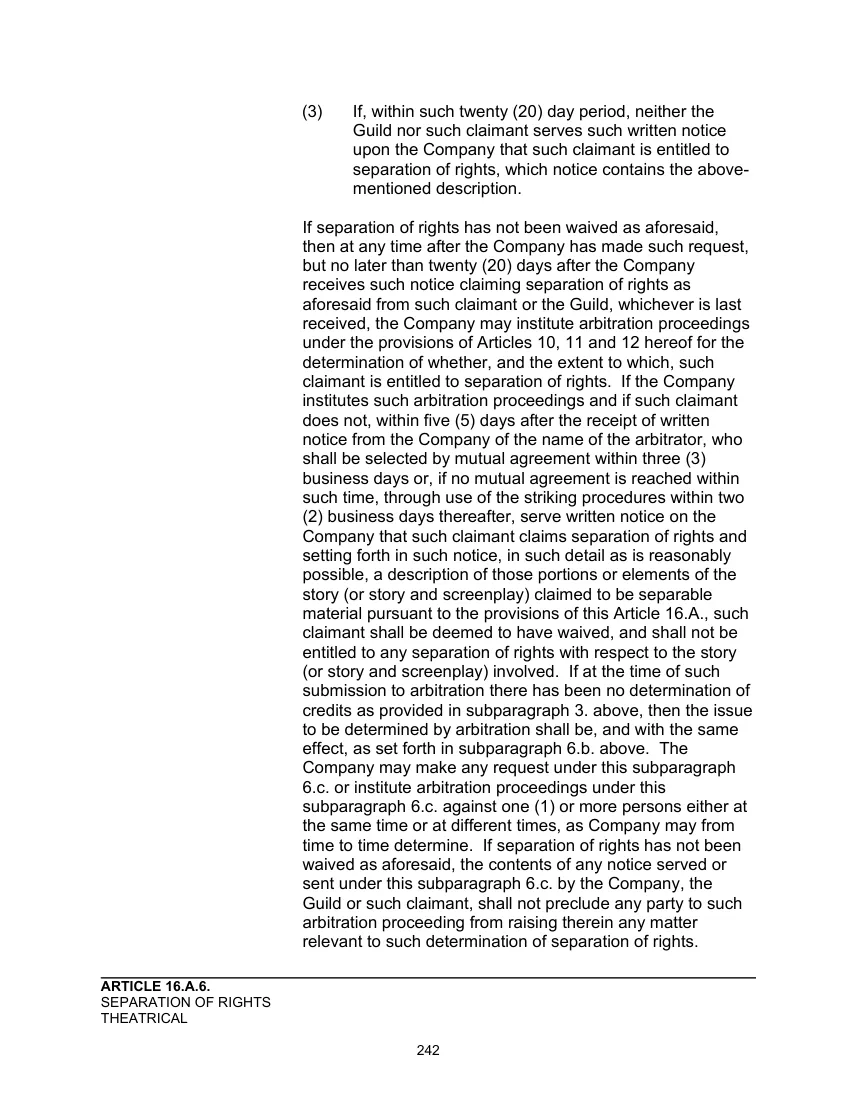 (3) If, within such twenty (20) day period, neither the
Guild nor such claimant serves such written notice
upon the Company that such claimant is entitled to
separation of rights, which notice contains the above-
mentioned description.
If separation of rights has not been waived as aforesaid,
then at any time after the Company has made such request,
but no later than twenty (20) days after the Company
receives such notice claiming separation of rights as
aforesaid from such claimant or the Guild, whichever is last
received, the Company may institute arbitration proceedings
under the provisions of Articles 10, 11 and 12 hereof for the
determination of whether, and the extent to which, such
claimant is entitled to separation of rights. If the Company
institutes such arbitration proceedings and if such claimant
does not, within five (5) days after the receipt of written
notice from the Company of the name of the arbitrator, who
shall be selected by mutual agreement within three (3)
business days or, if no mutual agreement is reached within
such time, through use of the striking procedures within two
(2) business days thereafter, serve written notice on the
Company that such claimant claims separation of rights and
setting forth in such notice, in such detail as is reasonably
possible, a description of those portions or elements of the
story (or story and screenplay) claimed to be separable
material pursuant to the provisions of this Article 16.A., such
claimant shall be deemed to have waived, and shall not be
entitled to any separation of rights with respect to the story
(or story and screenplay) involved. If at the time of such
submission to arbitration there has been no determination of
credits as provided in subparagraph 3. above, then the issue
to be determined by arbitration shall be, and with the same
effect, as set forth in subparagraph 6.b. above. The
Company may make any request under this subparagraph
6.c. or institute arbitration proceedings under this
subparagraph 6.c. against one (1) or more persons either at
the same time or at different times, as Company may from
time to time determine. If separation of rights has not been
waived as aforesaid, the contents of any notice served or
sent under this subparagraph 6.c. by the Company, the
Guild or such claimant, shall not preclude any party to such
arbitration proceeding from raising therein any matter
relevant to such determination of separation of rights.
ARTICLE 16.A.6.
SEPARATION OF RIGHTS
THEATRICAL
242